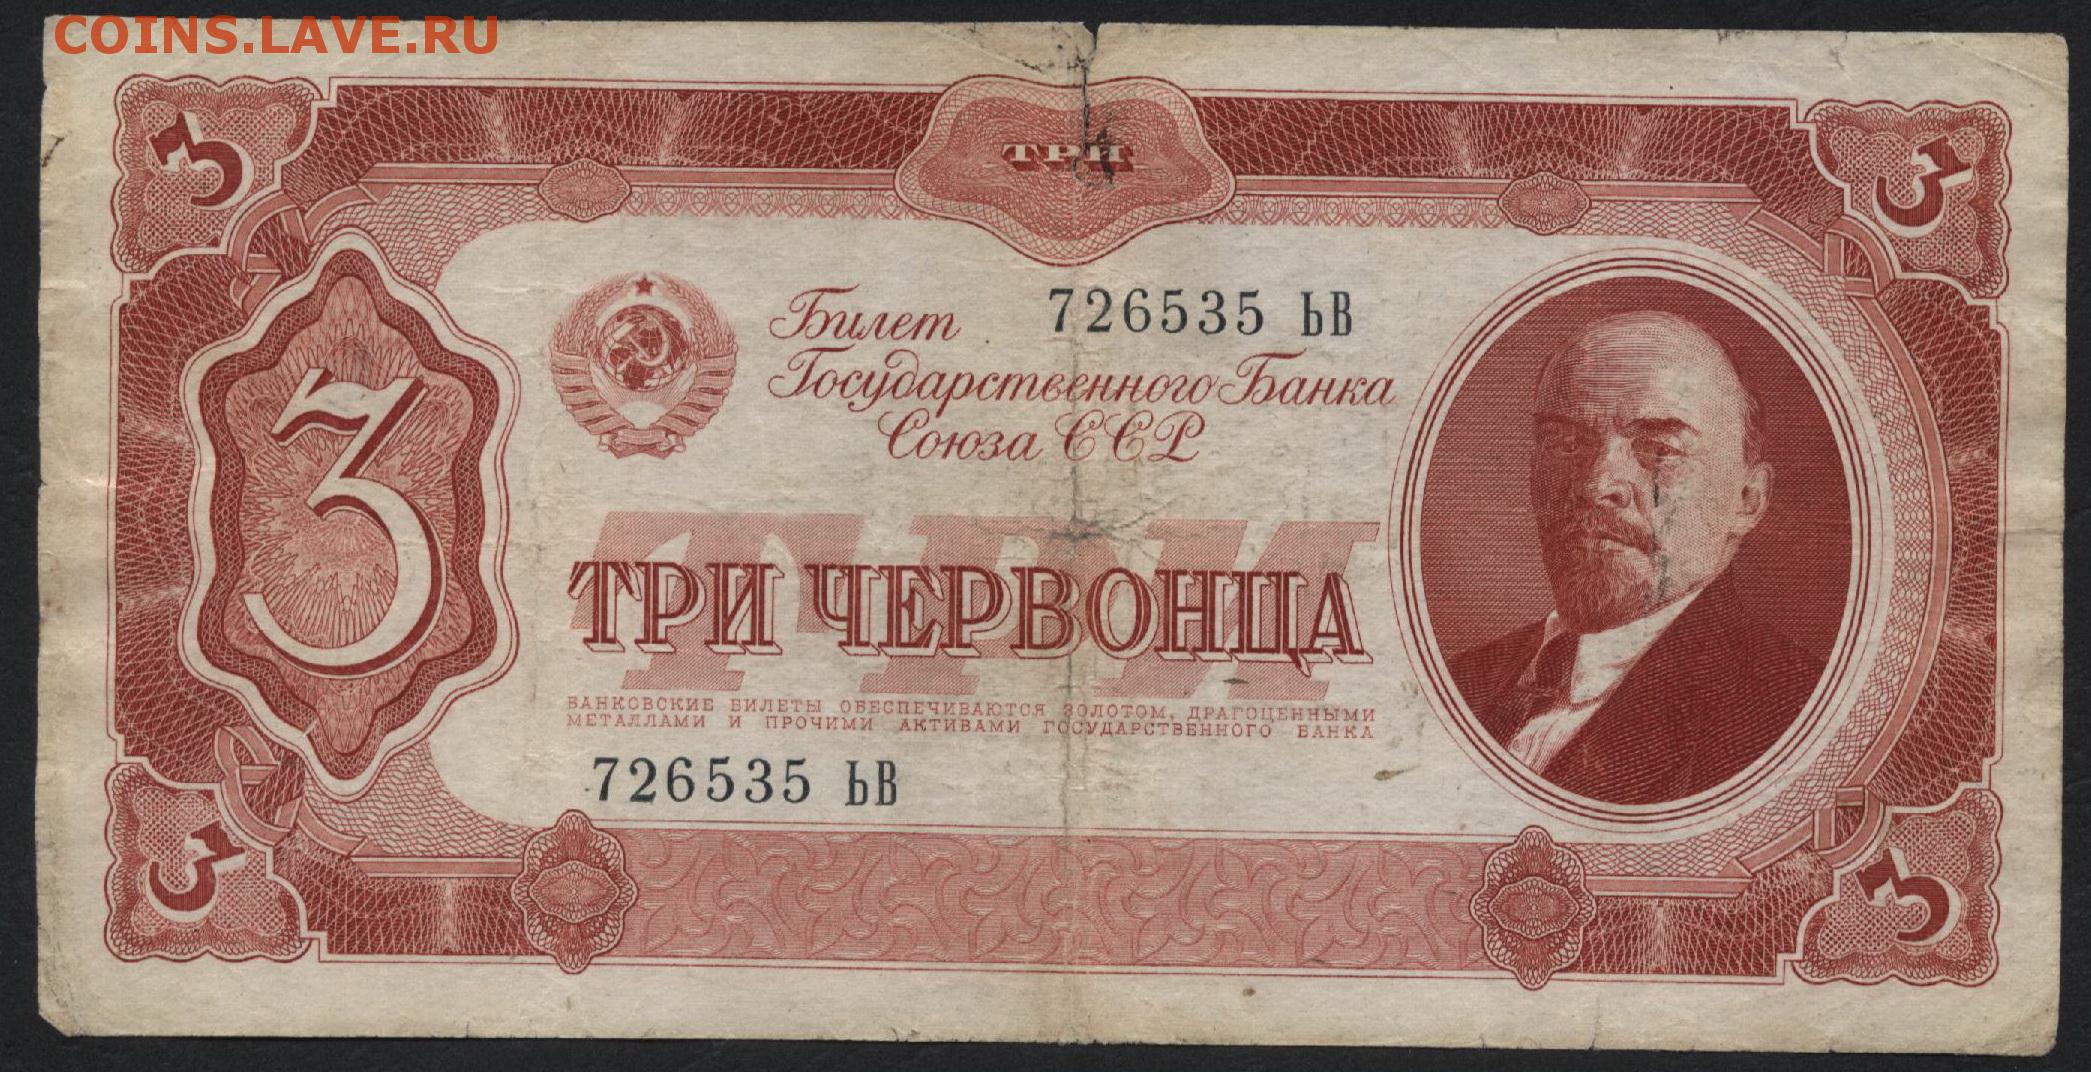 COINS.LAVE.RU
3
ТРИ
3
Билет 726535 ЬВ
Государственного Банка
Союза ССР
3
ТРИ
ТРИ ЧЕРВОНЦА
БАНКОВСКИЕ БИЛЕТЫ ОБЕСПЕЧИВАЮТСЯ ЗОЛОТОМ, ДРАГОЦЕННЫМИ
МЕТАЛЛАМИ И ПРОЧИМИ АКТИВАМИ ГОСУДАРСТВЕННОГО БАНКА
726535 ЬВ
3
3